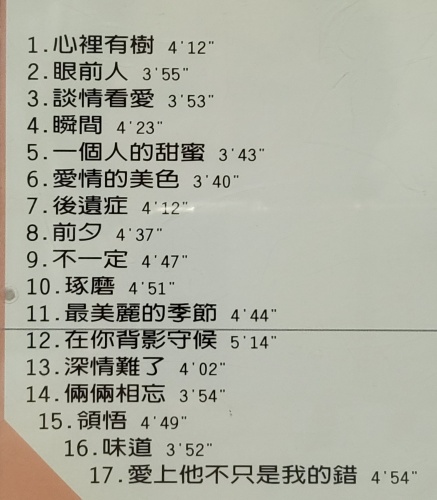 1.心裡有樹 4'12"
2.眼前人 3'55"
3.談情看愛 3'53"
4.瞬間 4'23"
5.一個人的甜蜜 3'43"
6.愛情的美色 3'40"
7.後遺症 4'12"
8.前夕 4'37"
9.不一定 4'47"
10.琢磨 4'51"
11.最美麗的季節 4'44"
12.在你背影守候 5'14"
13.深情難了 4'02"
14.倆倆相忘 3'54"
15.領悟 4'49"
16.味道 3'52"
17.愛上他不只是我的錯 4'54"